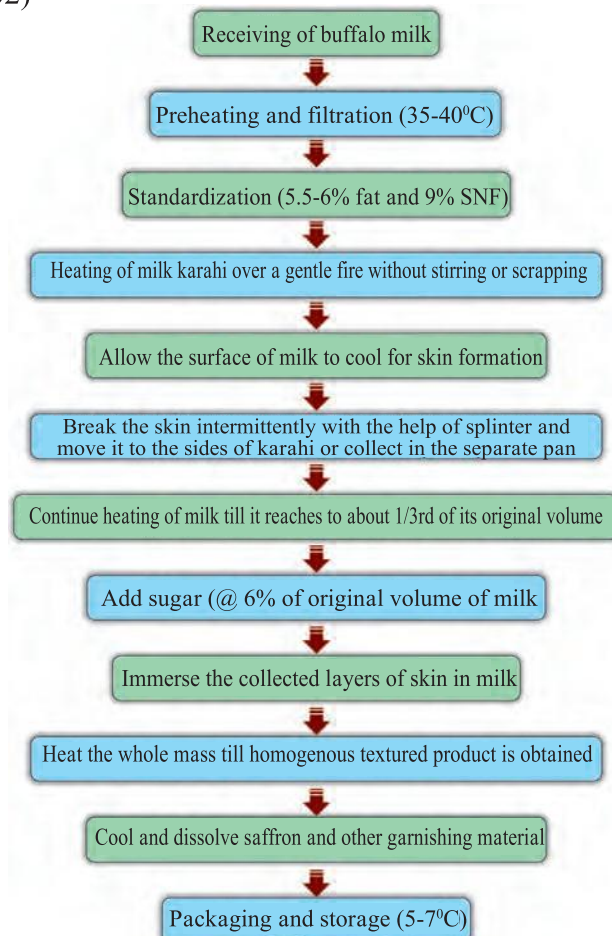 2)
Receiving of buffalo milk
Preheating and filtration (35-40⁰C)
Standardization (5.5-6% fat and 9% SNF)
Heating of milk karahi over a gentle fire without stirring or scrapping
Allow the surface of milk to cool for skin formation
Break the skin intermittently with the help of splinter and
move it to the sides of karahi or collect in the separate pan
Continue heating of milk till it reaches to about 1/3rd of its original volume
Add sugar (@ 6% of original volume of milk
Immerse the collected layers of skin in milk
Heat the whole mass till homogenous textured product is obtained
Cool and dissolve saffron and other garnishing material
Packaging and storage (5-7⁰C)